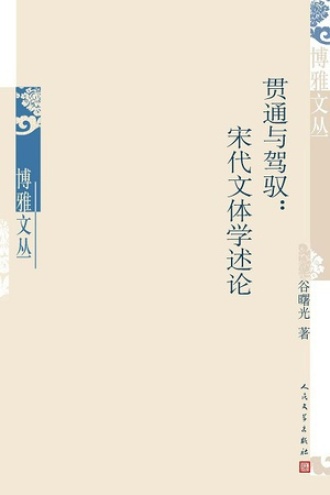 贯通与驾驭：
宋代文体学述论
谷曙光 著
博雅文丛
博雅文丛
人民文学出版社